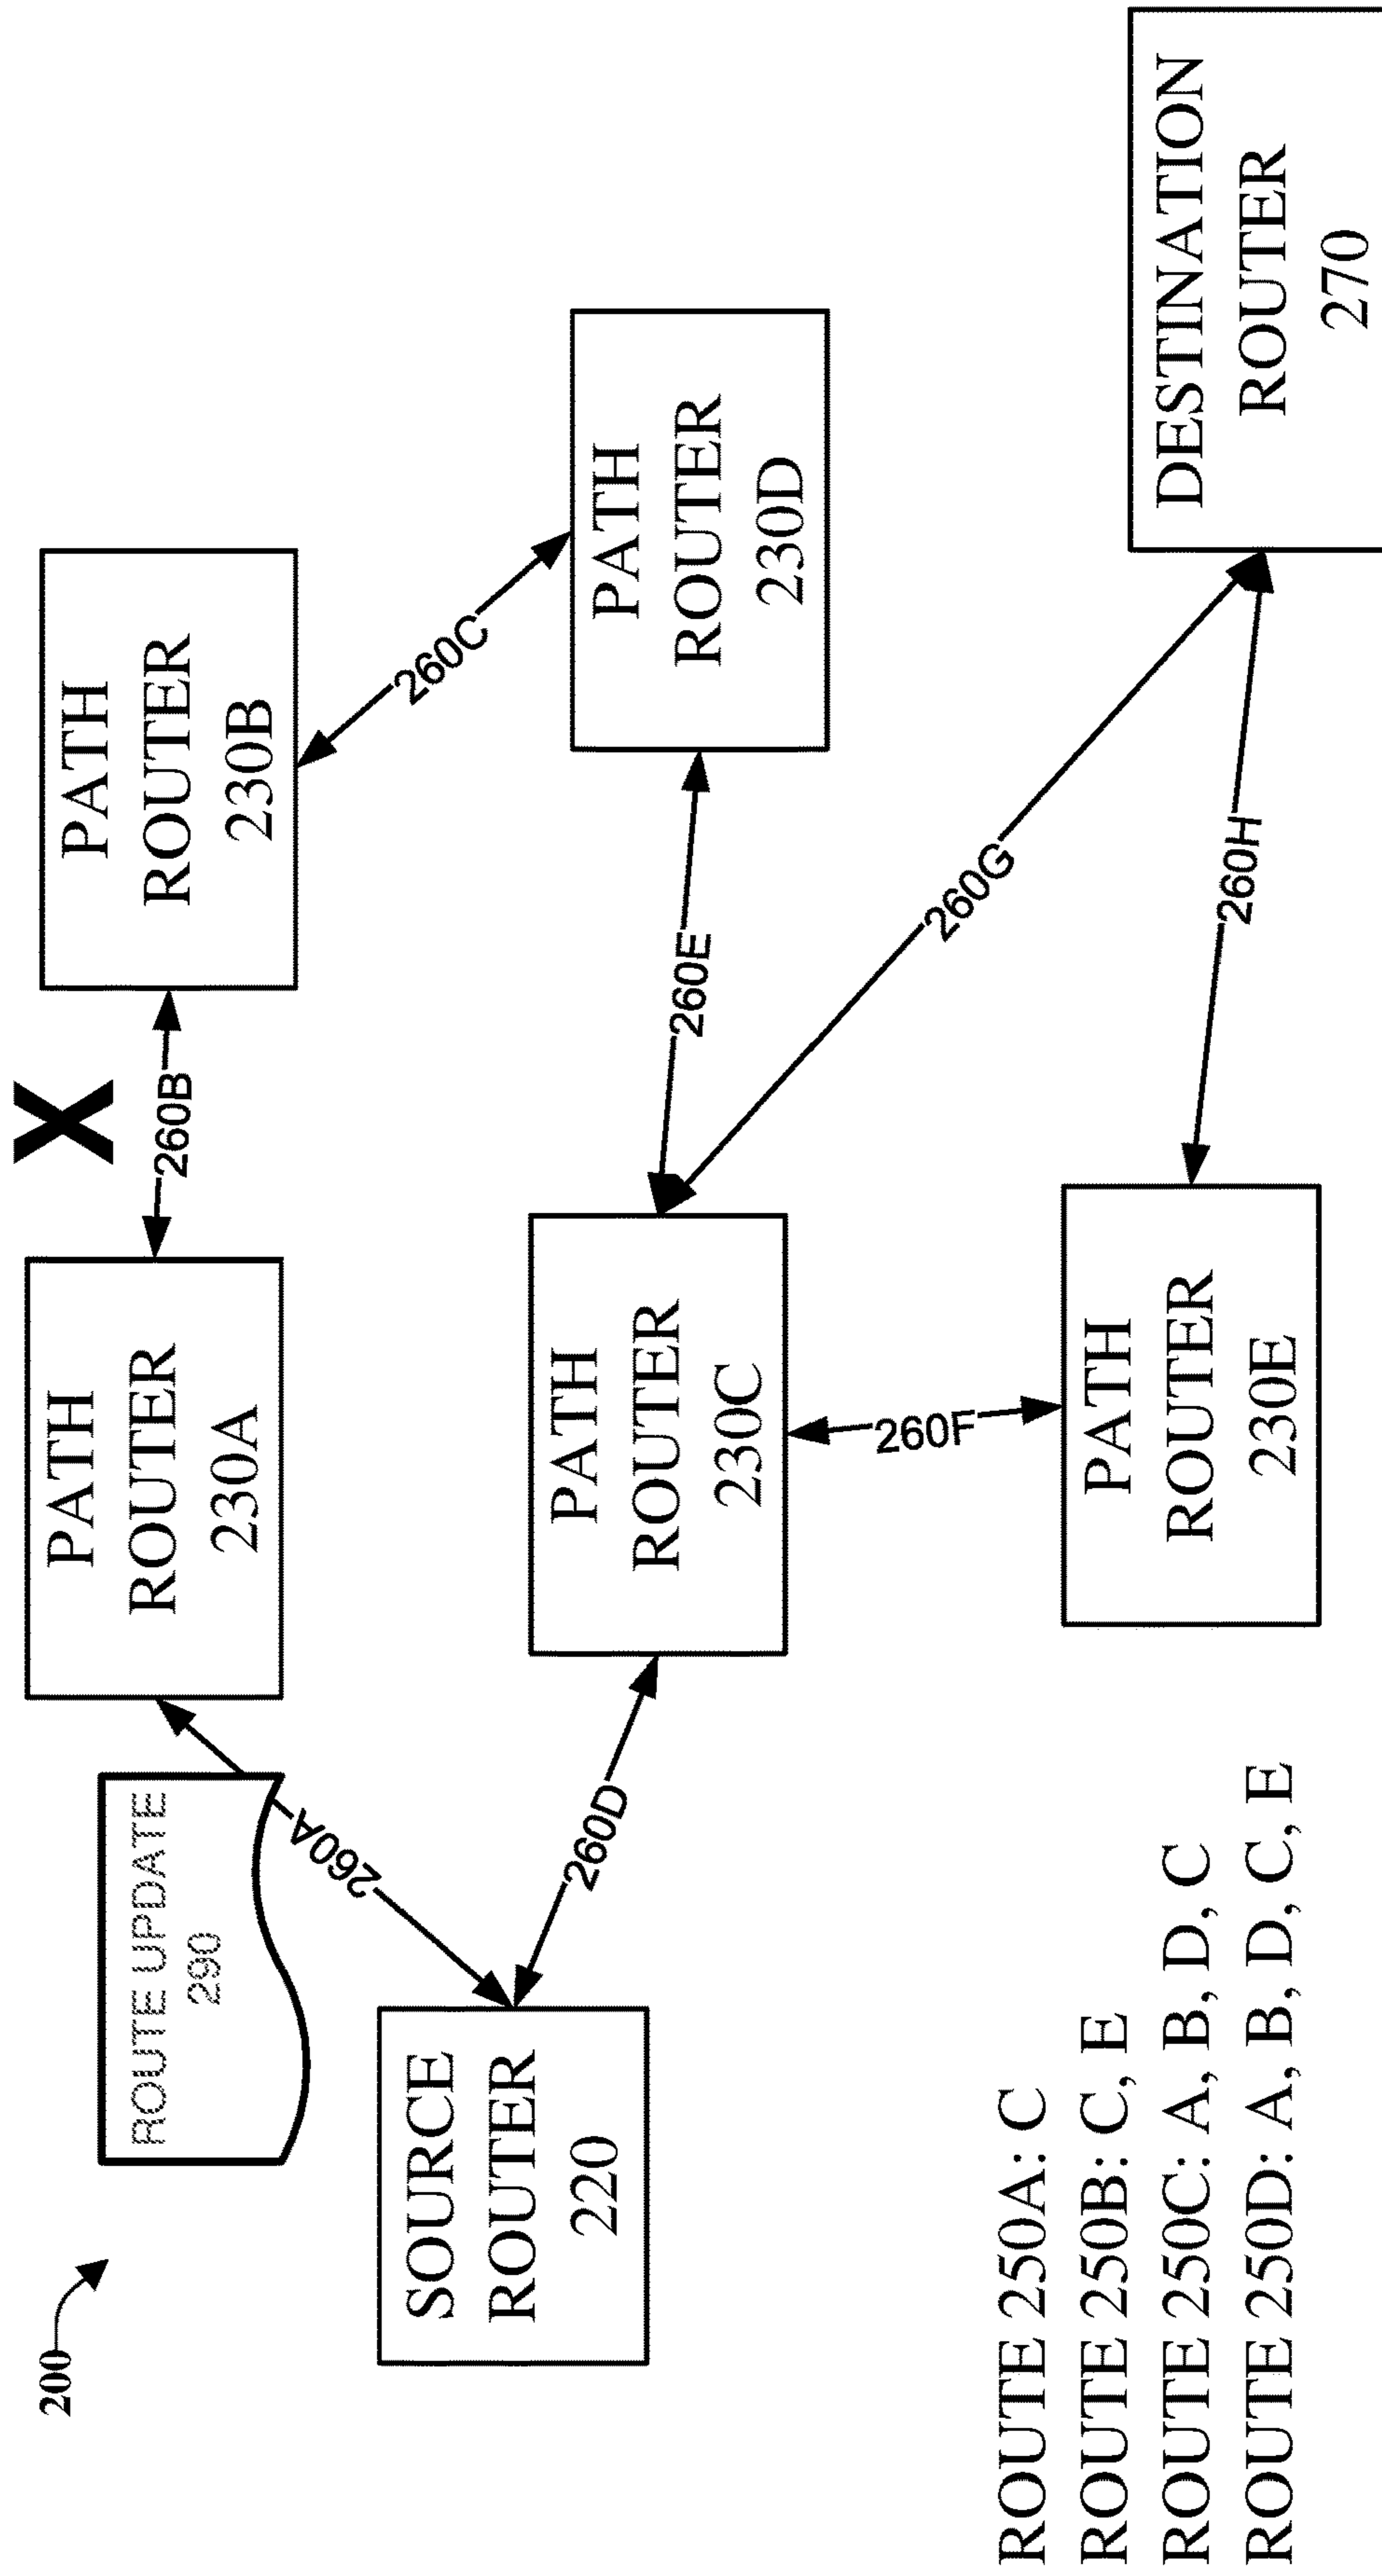 200
ROUTE UPDATE
290
SOURCE
ROUTER
220
260A
260D
PATH
ROUTER
230A
260B
X
PATH
ROUTER
230B
260C
PATH
ROUTER
230C
260E
PATH
ROUTER
230D
260F
260G
PATH
ROUTER
230E
260H
DESTINATION
ROUTER
270
ROUTE 250A: C
ROUTE 250B: C, E
ROUTE 250C: A, B, D, C
ROUTE 250D: A, B, D, C, E